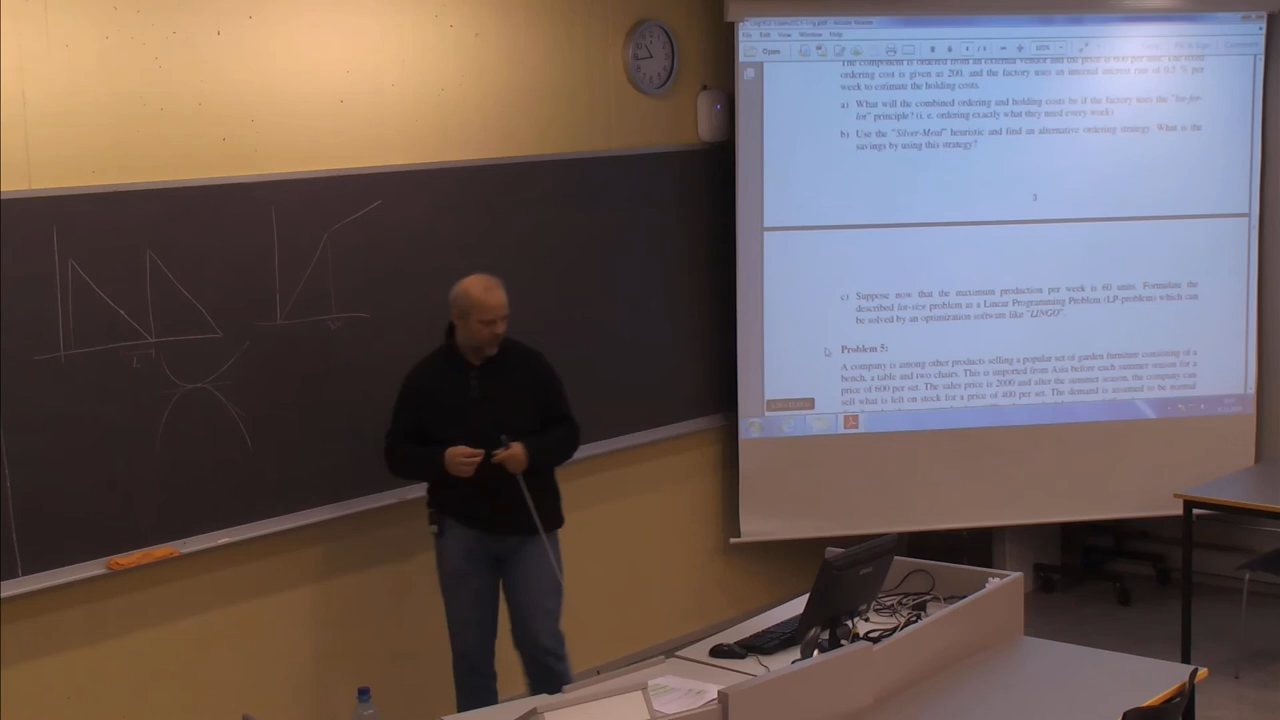 File Edit View Window Help
Open
The component is ordered from an external vendor and the price is 600 per unit. The fixed
ordering cost is given as 200, and the factory uses an internal interest rate of 0.5 % per
week to estimate the holding costs.
a) What will the combined ordering and holding costs be if the factory uses the "lot-for-
lot" principle? (i. e. ordering exactly what they need every week)
b) Use the "Silver-Meal" heuristic and find an alternative ordering strategy. What is the
savings by using this strategy?
3
c) Suppose now that the maximum production per week is 60 units. Formulate the
described lot-size problem as a Linear Programming Problem (LP-problem) which can
be solved by an optimization software like "LINGO".
Problem 5:
A company is among other products selling a popular set of garden furniture consisting of a
bench, a table and two chairs. This is imported from Asia before each summer season for a
price of 600 per set. The sales price is 2000 and after the summer season, the company can
sell what is left on stock for a price of 400 per set. The demand is assumed to be normal